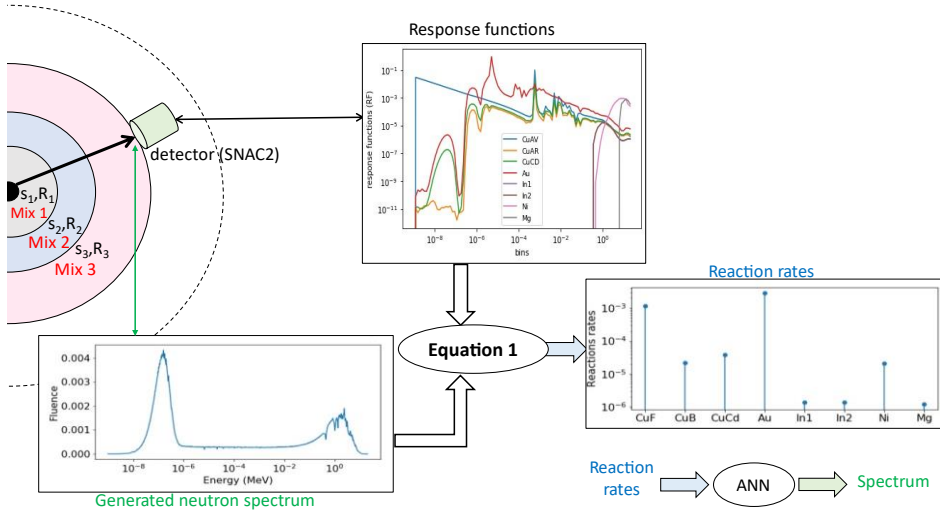 Response functions
response functions (RF)
10⁻¹
10⁻³
10⁻⁵
10⁻⁷
10⁻⁹
10⁻¹¹
CuAV
CuAR
CuCD
Au
In1
In2
Ni
Mg
10⁻⁸
10⁻⁶
10⁻⁴
10⁻²
10⁰
bins
detector (SNAC2)
s₁,R₁
Mix 1
s₂,R₂
Mix 2
s₃,R₃
Mix 3
Fluence
0.004
0.003
0.002
0.001
0.000
10⁻⁸
10⁻⁶
10⁻⁴
10⁻²
10⁰
Energy (MeV)
Generated neutron spectrum
Equation 1
Reaction rates
Reactions rates
10⁻³
10⁻⁴
10⁻⁵
10⁻⁶
CuF
CuB
CuCd
Au
In1
In2
Ni
Mg
Reaction
rates
ANN
Spectrum